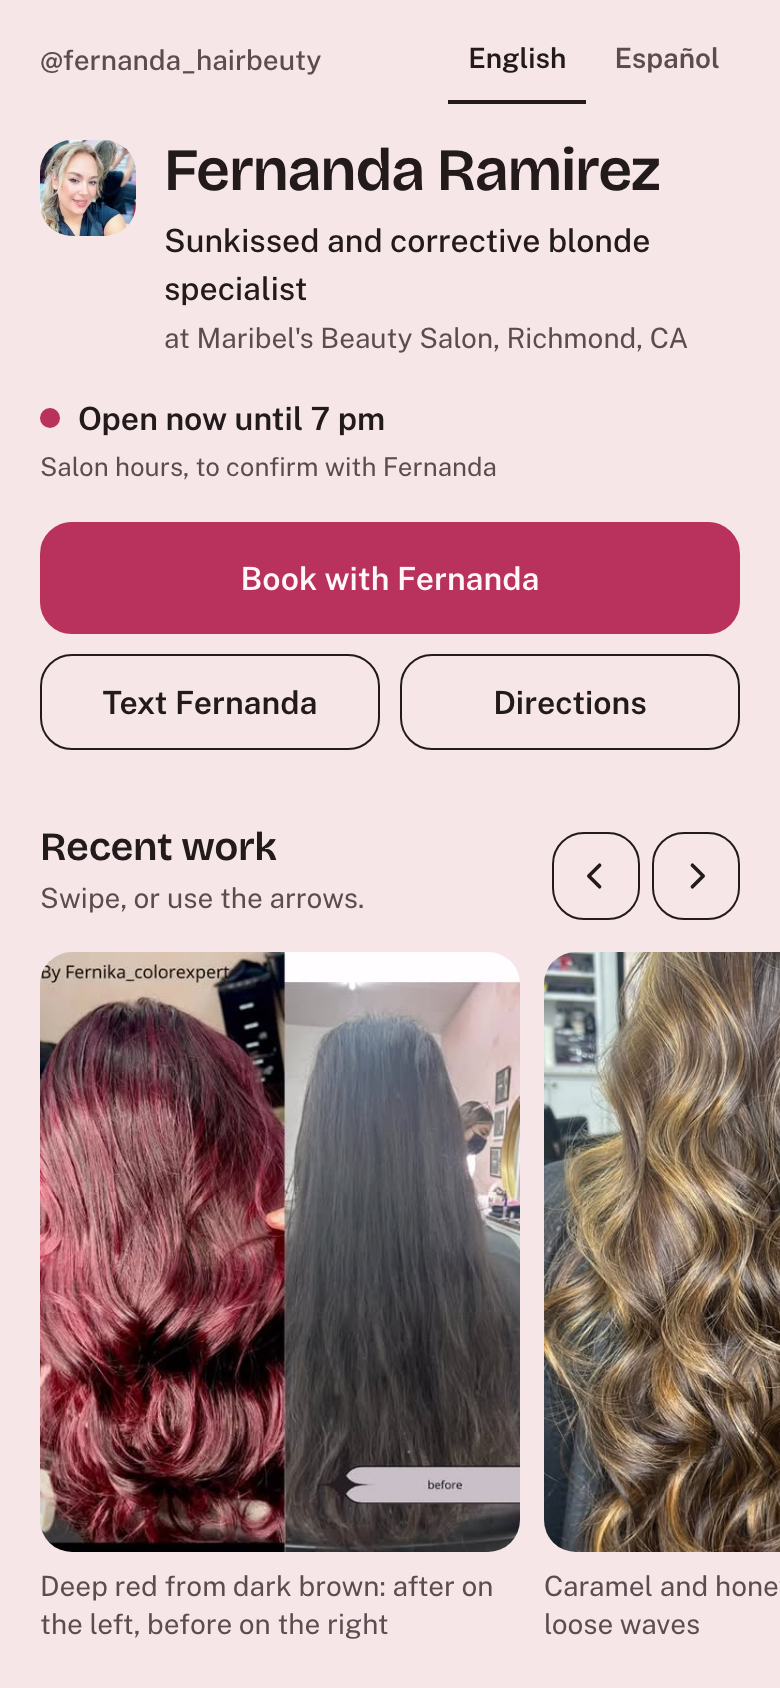 @fernanda_hairbeuty
English
Español
Fernanda Ramirez
Sunkissed and corrective blonde
specialist
at Maribel's Beauty Salon, Richmond, CA
Open now until 7 pm
Salon hours, to confirm with Fernanda
Book with Fernanda
Text Fernanda
Directions
Recent work
Swipe, or use the arrows.
By Fernika_colorexpert
before
Deep red from dark brown: after on
the left, before on the right
Caramel and hone
loose waves